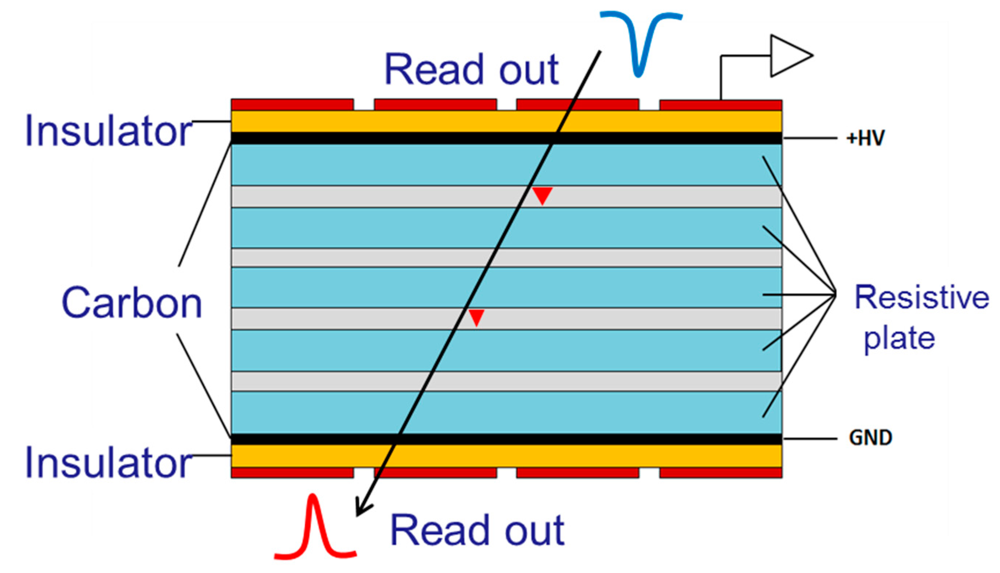 Read out
Insulator
+HV
Carbon
Resistive
plate
GND
Insulator
Read out